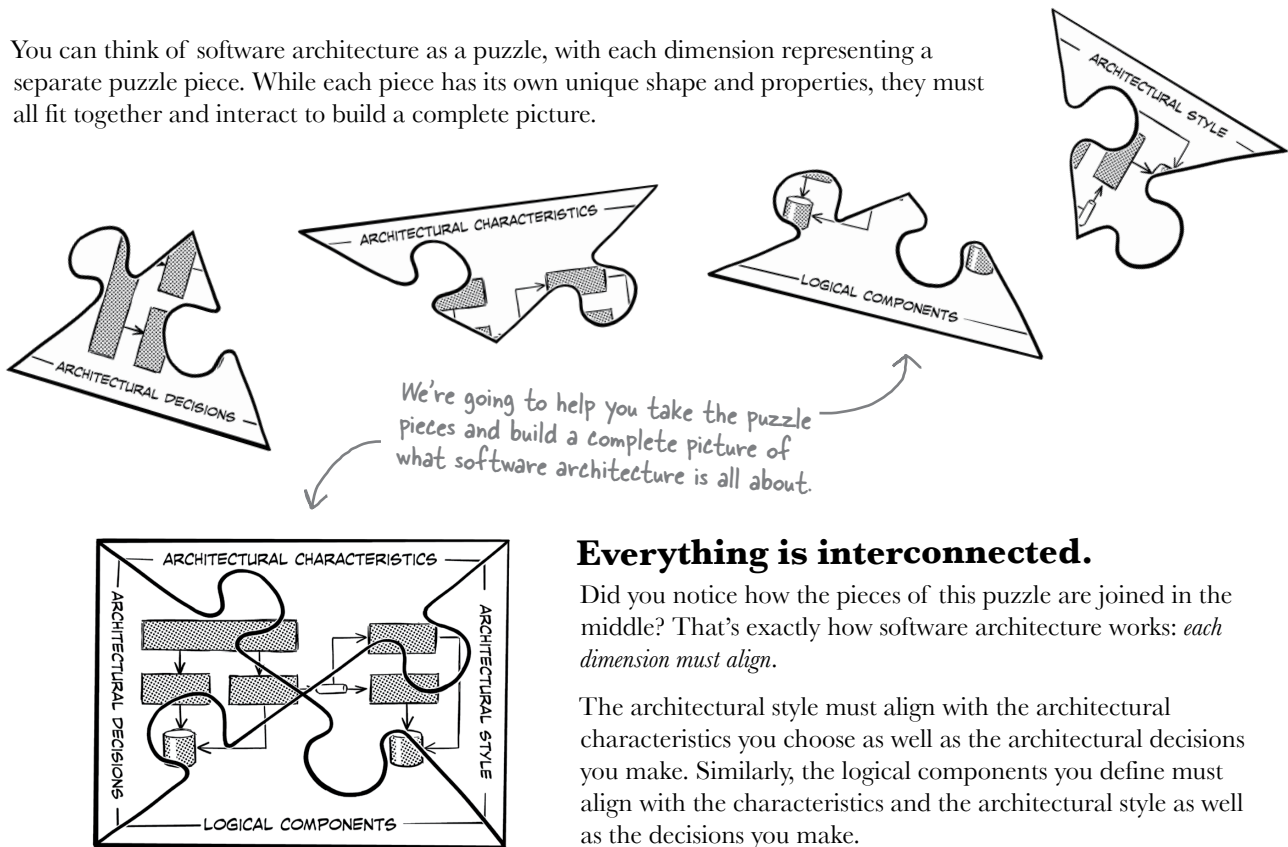 You can think of software architecture as a puzzle, with each dimension representing a
separate puzzle piece. While each piece has its own unique shape and properties, they must
all fit together and interact to build a complete picture.
ARCHITECTURAL STYLE
ARCHITECTURAL CHARACTERISTICS
LOGICAL COMPONENTS
ARCHITECTURAL DECISIONS
We're going to help you take the puzzle
pieces and build a complete picture of
what software architecture is all about.
ARCHITECTURAL CHARACTERISTICS
ARCHITECTURAL DECISIONS
ARCHITECTURAL STYLE
LOGICAL COMPONENTS
Everything is interconnected.
Did you notice how the pieces of this puzzle are joined in the
middle? That's exactly how software architecture works: each
dimension must align.
The architectural style must align with the architectural
characteristics you choose as well as the architectural decisions
you make. Similarly, the logical components you define must
align with the characteristics and the architectural style as well
as the decisions you make.